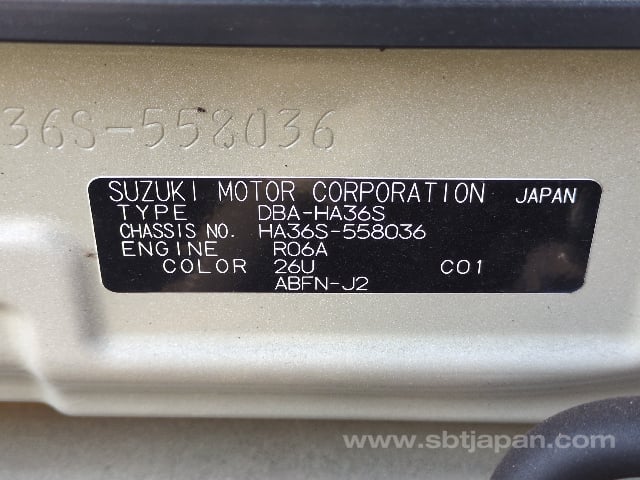 36S-558036
SUZUKI MOTOR CORPORATION JAPAN
TYPE DBA-HA36S
CHASSIS NO. HA36S-558036
ENGINE R06A
COLOR 26U C01
ABFN-J2
www.sbtjapan.com